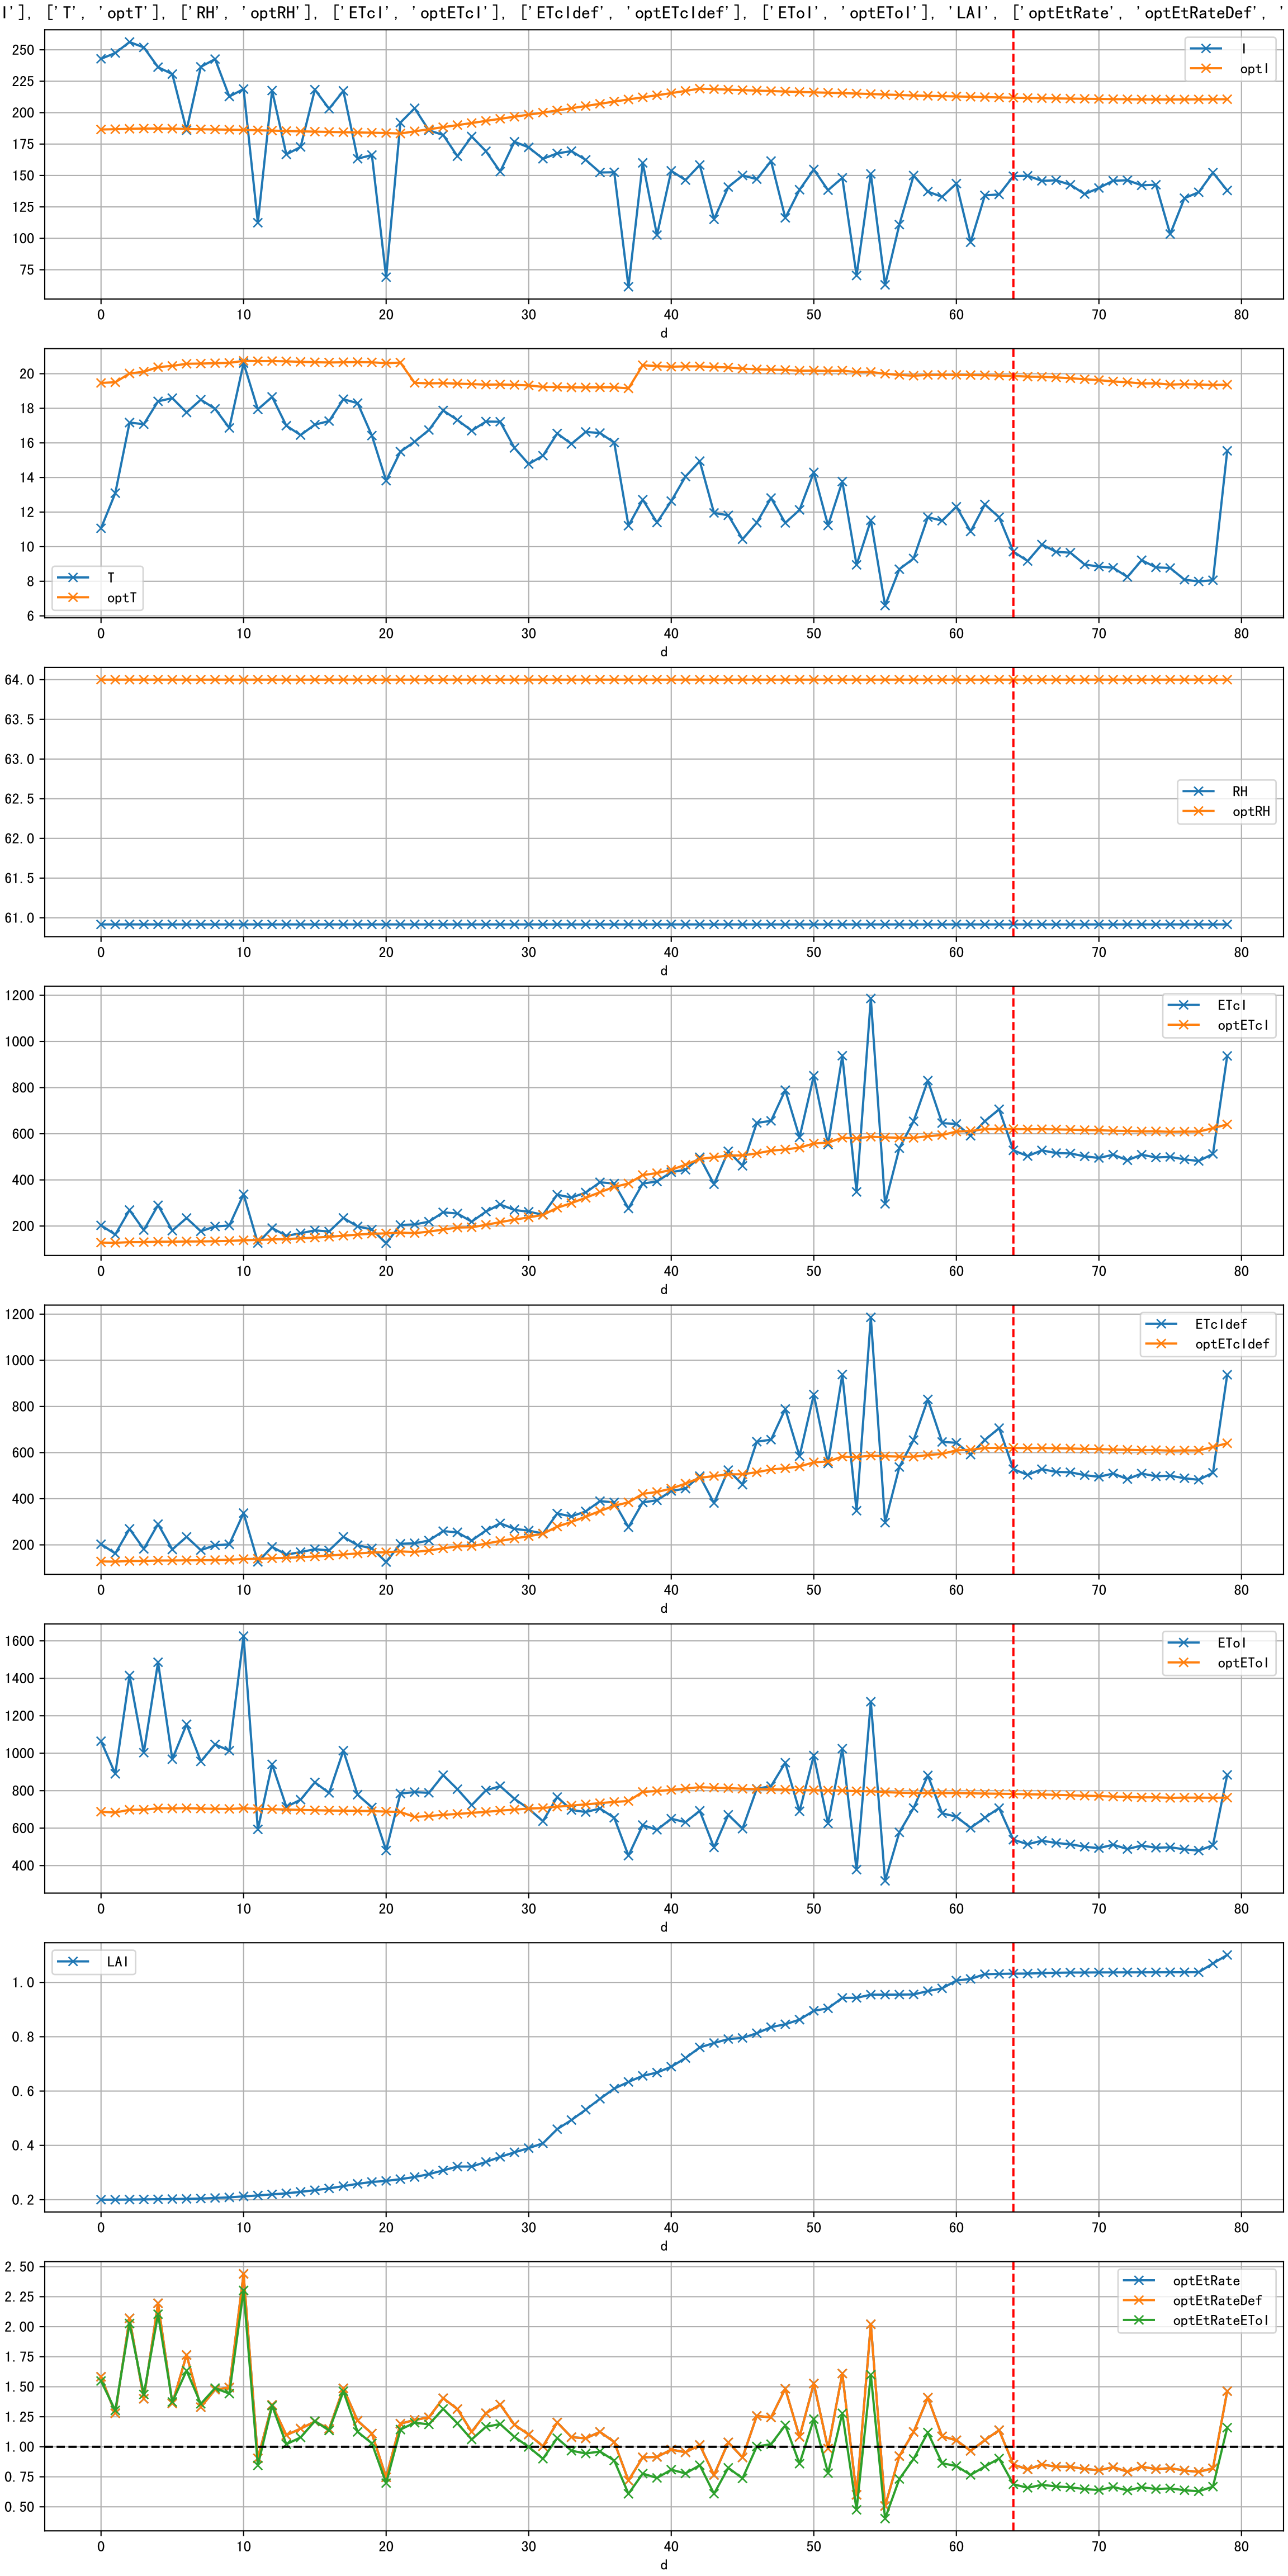 I'], ['T', 'optT'], ['RH', 'optRH'], ['ETcI', 'optETcI'], ['ETcIdef', 'optETcIdef'], ['EToI', 'optEToI'], 'LAI', ['optEtRate', 'optEtRateDef', '
250
225
200
175
150
125
100
75
I
optI
0 10 20 30 40 50 60 70 80
d
20
18
16
14
12
10
8
6
T
optT
0 10 20 30 40 50 60 70 80
d
64.0
63.5
63.0
62.5
62.0
61.5
61.0
RH
optRH
0 10 20 30 40 50 60 70 80
d
1200
1000
800
600
400
200
ETcI
optETcI
0 10 20 30 40 50 60 70 80
d
1200
1000
800
600
400
200
ETcIdef
optETcIdef
0 10 20 30 40 50 60 70 80
d
1600
1400
1200
1000
800
600
400
EToI
optEToI
0 10 20 30 40 50 60 70 80
d
1.0
0.8
0.6
0.4
0.2
LAI
0 10 20 30 40 50 60 70 80
d
2.50
2.25
2.00
1.75
1.50
1.25
1.00
0.75
0.50
optEtRate
optEtRateDef
optEtRateEToI
0 10 20 30 40 50 60 70 80
d